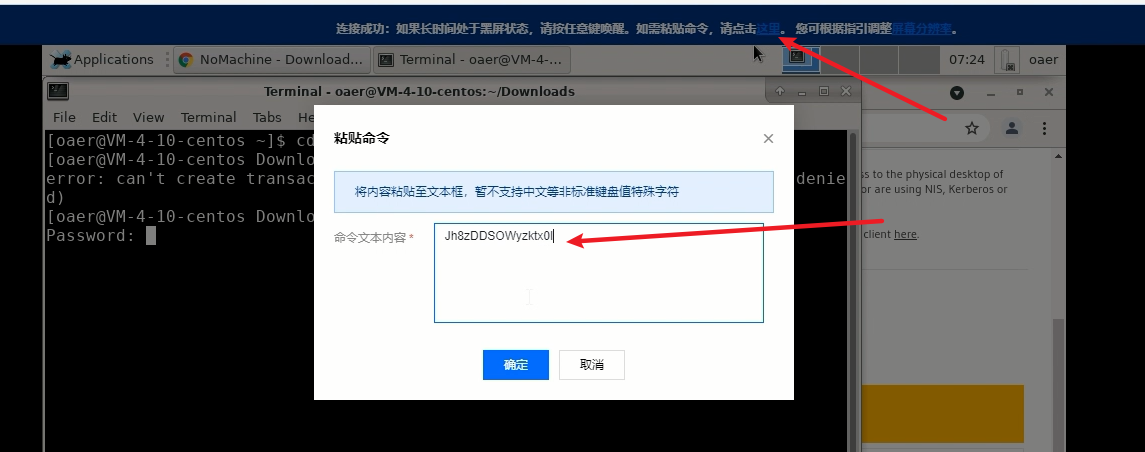 连接成功：如果长时间处于黑屏状态，请按任意键唤醒。如需粘贴命令，请点击这里。 您可根据指引调整屏幕分辨率。
Applications
NoMachine - Download...
Terminal - oaer@VM-4-...
07:24
oaer
Terminal - oaer@VM-4-10-centos:~/Downloads
File Edit View Terminal Tabs He
[oaer@VM-4-10-centos ~]$ cd
[oaer@VM-4-10-centos Downlo
error: can't create transac
denie
d)
[oaer@VM-4-10-centos Downlo
Password:
粘贴命令
将内容粘贴至文本框，暂不支持中文等非标准键盘值特殊字符
命令文本内容 *
Jh8zDDSOWyzktx0l
确定
取消
ss to the physical desktop of
or are using NIS, Kerberos or
client here.